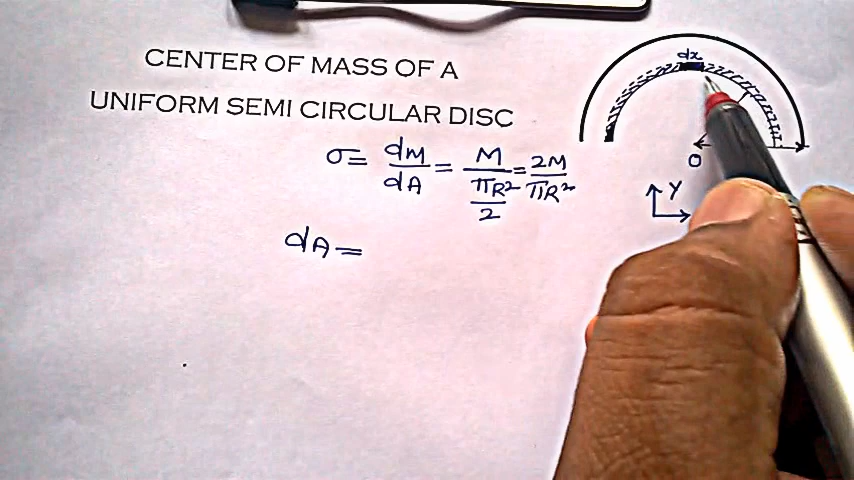 CENTER OF MASS OF A
UNIFORM SEMI CIRCULAR DISC
dx
σ = dM/dA = M/(πR²/2) = 2M/πR²
O
Y
dA =